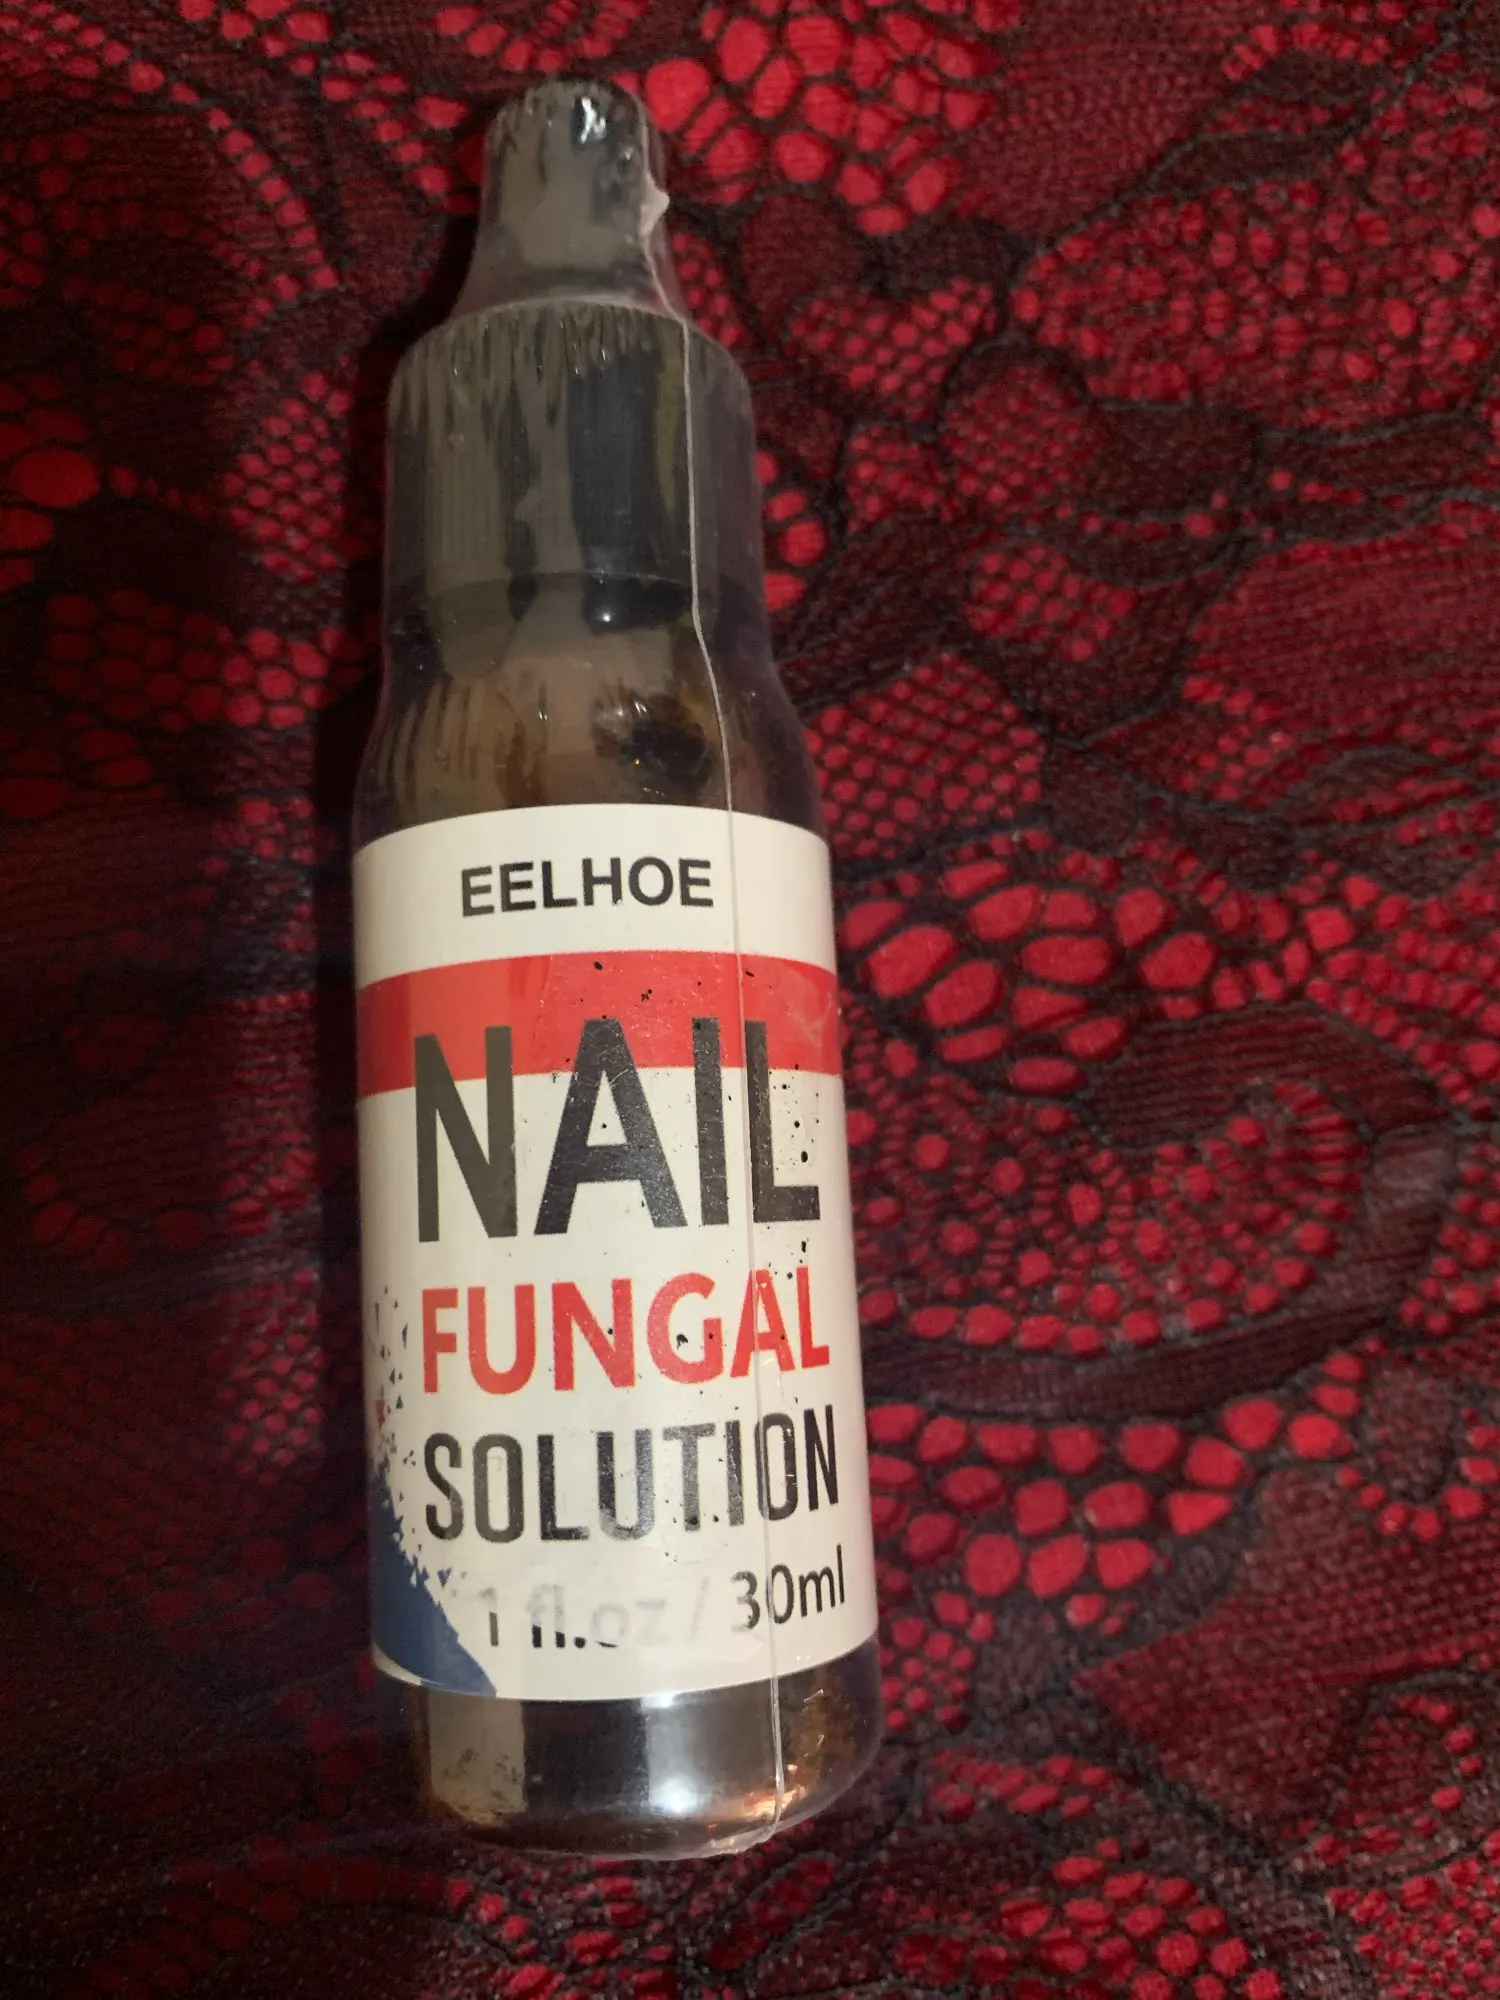 EELHOE
NAIL
FUNGAL
SOLUTION
1 fl.oz / 30ml